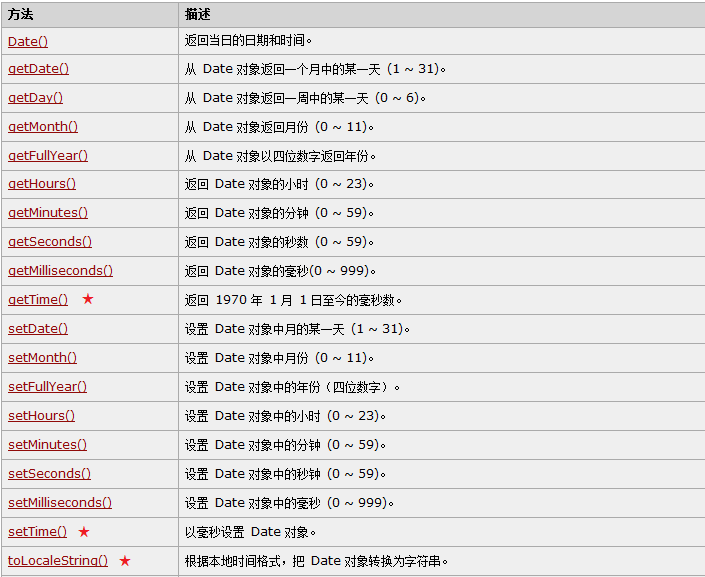 方法 描述
Date() 返回当日的日期和时间。
getDate() 从 Date 对象返回一个月中的某一天 (1 ~ 31)。
getDay() 从 Date 对象返回一周中的某一天 (0 ~ 6)。
getMonth() 从 Date 对象返回月份 (0 ~ 11)。
getFullYear() 从 Date 对象以四位数字返回年份。
getHours() 返回 Date 对象的小时 (0 ~ 23)。
getMinutes() 返回 Date 对象的分钟 (0 ~ 59)。
getSeconds() 返回 Date 对象的秒数 (0 ~ 59)。
getMilliseconds() 返回 Date 对象的毫秒(0 ~ 999)。
getTime() ★ 返回 1970 年 1 月 1 日至今的毫秒数。
setDate() 设置 Date 对象中月的某一天 (1 ~ 31)。
setMonth() 设置 Date 对象中月份 (0 ~ 11)。
setFullYear() 设置 Date 对象中的年份（四位数字）。
setHours() 设置 Date 对象中的小时 (0 ~ 23)。
setMinutes() 设置 Date 对象中的分钟 (0 ~ 59)。
setSeconds() 设置 Date 对象中的秒钟 (0 ~ 59)。
setMilliseconds() 设置 Date 对象中的毫秒 (0 ~ 999)。
setTime() ★ 以毫秒设置 Date 对象。
toLocaleString() ★ 根据本地时间格式，把 Date 对象转换为字符串。